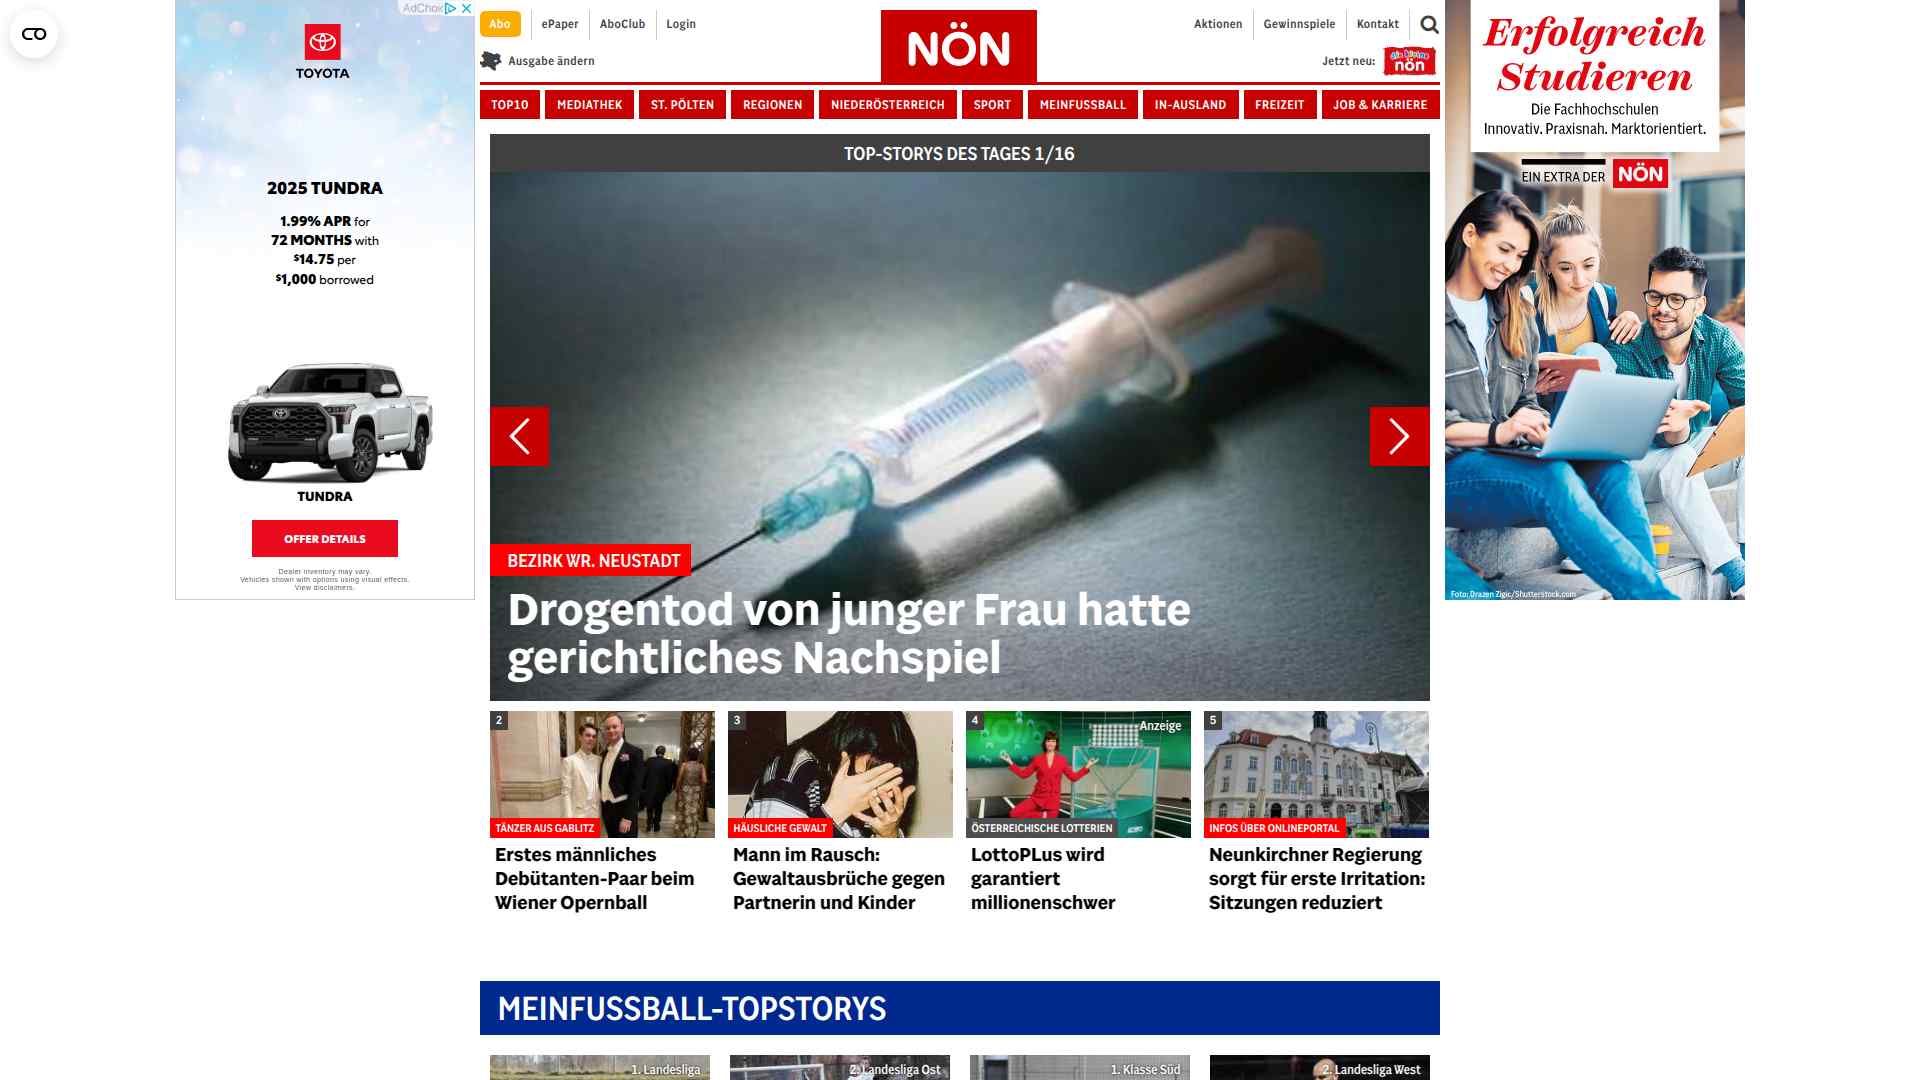 AdChoices
TOYOTA
2025 TUNDRA
1.99% APR for
72 MONTHS with
$14.75 per
$1,000 borrowed
TUNDRA
OFFER DETAILS
Dealer inventory may vary.
Vehicles shown with options using visual effects.
View disclaimers.
Abo
ePaper
AboClub
Login
NÖN
Aktionen
Gewinnspiele
Kontakt
Ausgabe ändern
Jetzt neu:
die kleine
nön
TOP10
MEDIATHEK
ST. PÖLTEN
REGIONEN
NIEDERÖSTERREICH
SPORT
MEINFUSSBALL
IN-AUSLAND
FREIZEIT
JOB & KARRIERE
TOP-STORYS DES TAGES 1/16
BEZIRK WR. NEUSTADT
Drogentod von junger Frau hatte
gerichtliches Nachspiel
2
TÄNZER AUS GABLITZ
Erstes männliches
Debütanten-Paar beim
Wiener Opernball
3
HÄUSLICHE GEWALT
Mann im Rausch:
Gewaltausbrüche gegen
Partnerin und Kinder
4
Anzeige
ÖSTERREICHISCHE LOTTERIEN
LottoPLus wird
garantiert
millionenschwer
5
INFOS ÜBER ONLINEPORTAL
Neunkirchner Regierung
sorgt für erste Irritation:
Sitzungen reduziert
MEINFUSSBALL-TOPSTORYS
1. Landesliga
2. Landesliga Ost
1. Klasse Süd
2. Landesliga West
Erfolgreich
Studieren
Die Fachhochschulen
Innovativ. Praxisnah. Marktorientiert.
EIN EXTRA DER
NÖN
Foto: Drazen Zigic/Shutterstock.com